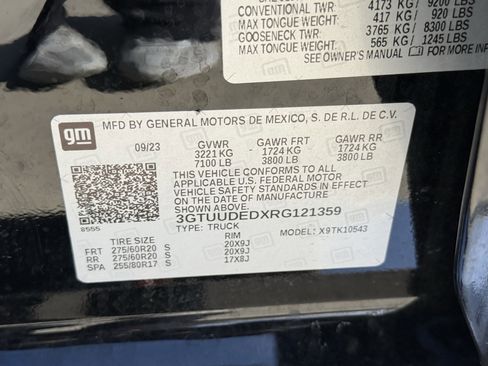 CONVENTIONAL TWR: 4173 KG / 9200 LBS
MAX TONGUE WEIGHT: 417 KG / 920 LBS
GOOSENECK TWR: 3765 KG / 8300 LBS
MAX TONGUE WEIGHT: 565 KG / 1245 LBS
SEE OWNER'S MANUAL FOR MORE
gm
MFD BY GENERAL MOTORS DE MEXICO, S. DE R.L. DE C.V.
09/23 GVWR GAWR FRT GAWR RR
3221 KG 1724 KG 1724 KG
7100 LB 3800 LB 3800 LB
THIS VEHICLE CONFORMS TO ALL APPLICABLE
U.S. FEDERAL MOTOR VEHICLE SAFETY STANDARDS
IN EFFECT ON THE DATE OF MANUFACTURE
SHOWN ABOVE.
8555
3GTUUDEDXRG121359
TYPE: TRUCK MODEL: X9TK10543
TIRE SIZE RIM
FRT 275/60R20 S 20X9J
RR 275/60R20 S 20X9J
SPA 255/80R17 S 17X8J